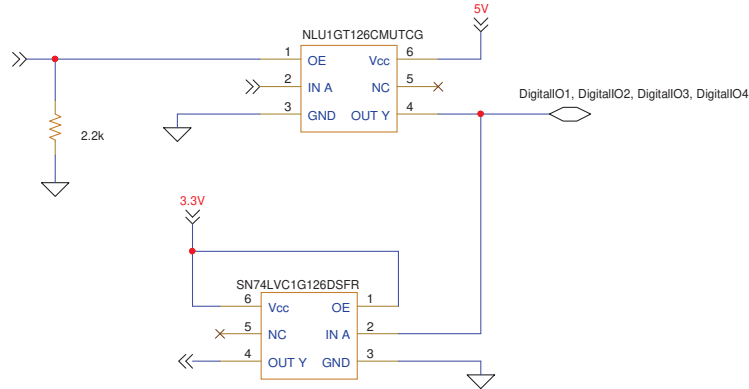 5V
NLU1GT126CMUTCG
1 OE Vcc 6
2 IN A NC 5
3 GND OUT Y 4
DigitalIO1, DigitalIO2, DigitalIO3, DigitalIO4
2.2k
3.3V
SN74LVC1G126DSFR
6 Vcc OE 1
5 NC IN A 2
4 OUT Y GND 3